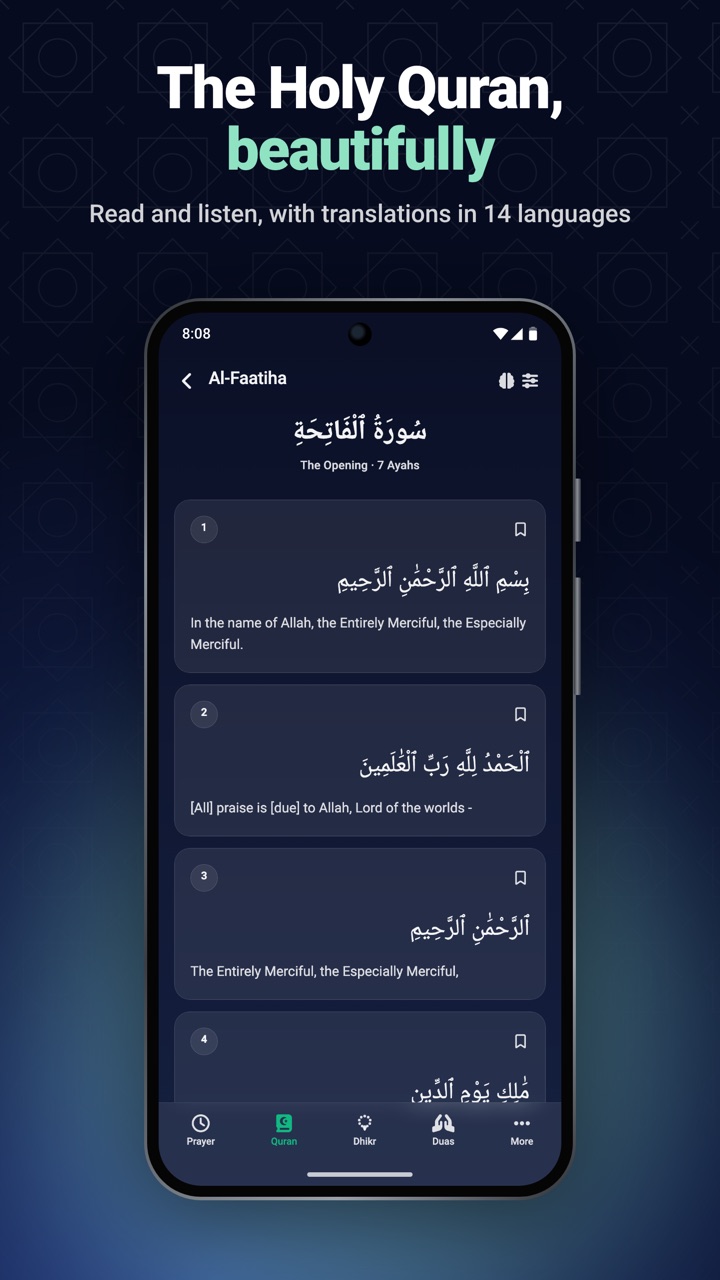 The Holy Quran,
beautifully
Read and listen, with translations in 14 languages
8:08
Al-Faatiha
سُورَةُ ٱلْفَاتِحَةِ
The Opening · 7 Ayahs
1
بِسْمِ ٱللَّهِ ٱلرَّحْمَٰنِ ٱلرَّحِيمِ
In the name of Allah, the Entirely Merciful, the Especially
Merciful.
2
ٱلْحَمْدُ لِلَّهِ رَبِّ ٱلْعَٰلَمِينَ
[All] praise is [due] to Allah, Lord of the worlds -
3
ٱلرَّحْمَٰنِ ٱلرَّحِيمِ
The Entirely Merciful, the Especially Merciful,
4
مَٰلِكِ يَوْمِ ٱلدِّينِ
Prayer
Quran
Dhikr
Duas
More